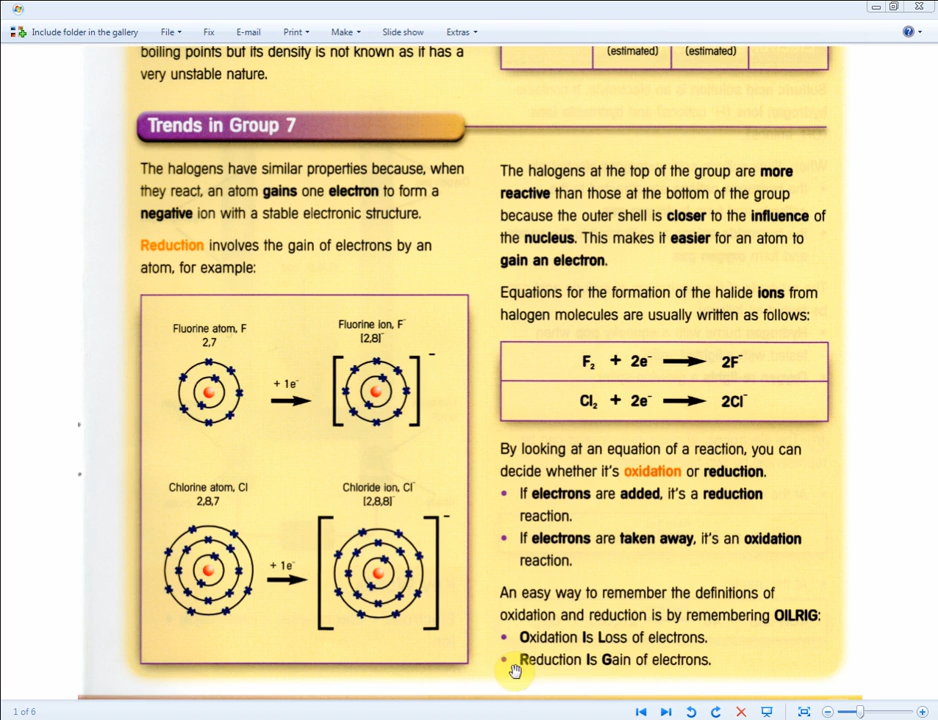 Include folder in the gallery File Fix E-mail Print Make Slide show Extras
boiling points but its density is not known as it has a
very unstable nature.
(estimated) (estimated)
Trends in Group 7
The halogens have similar properties because, when
they react, an atom gains one electron to form a
negative ion with a stable electronic structure.
Reduction involves the gain of electrons by an
atom, for example:
Fluorine atom, F
2,7
Fluorine ion, F⁻
[2,8]⁻
+ 1e⁻
−
Chlorine atom, Cl
2,8,7
Chloride ion, Cl⁻
[2,8,8]⁻
+ 1e⁻
−
The halogens at the top of the group are more
reactive than those at the bottom of the group
because the outer shell is closer to the influence of
the nucleus. This makes it easier for an atom to
gain an electron.
Equations for the formation of the halide ions from
halogen molecules are usually written as follows:
F₂ + 2e⁻ → 2F⁻
Cl₂ + 2e⁻ → 2Cl⁻
By looking at an equation of a reaction, you can
decide whether it's oxidation or reduction.
• If electrons are added, it's a reduction
reaction.
• If electrons are taken away, it's an oxidation
reaction.
An easy way to remember the definitions of
oxidation and reduction is by remembering OILRIG:
• Oxidation Is Loss of electrons.
• Reduction Is Gain of electrons.
1 of 6